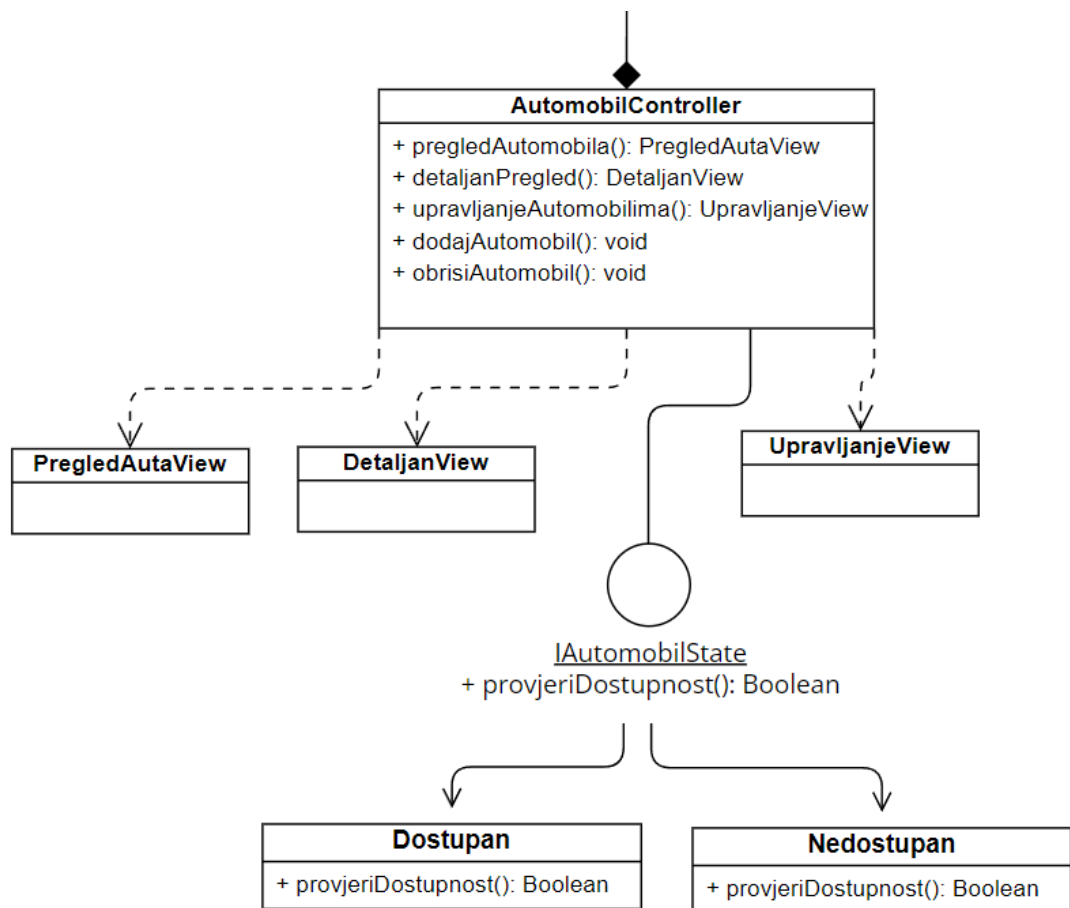 AutomobilController
+ pregledAutomobila(): PregledAutaView
+ detaljanPregled(): DetaljanView
+ upravljanjeAutomobilima(): UpravljanjeView
+ dodajAutomobil(): void
+ obrisiAutomobil(): void
PregledAutaView
DetaljanView
UpravljanjeView
IAutomobilState
+ provjeriDostupnost(): Boolean
Dostupan
+ provjeriDostupnost(): Boolean
Nedostupan
+ provjeriDostupnost(): Boolean